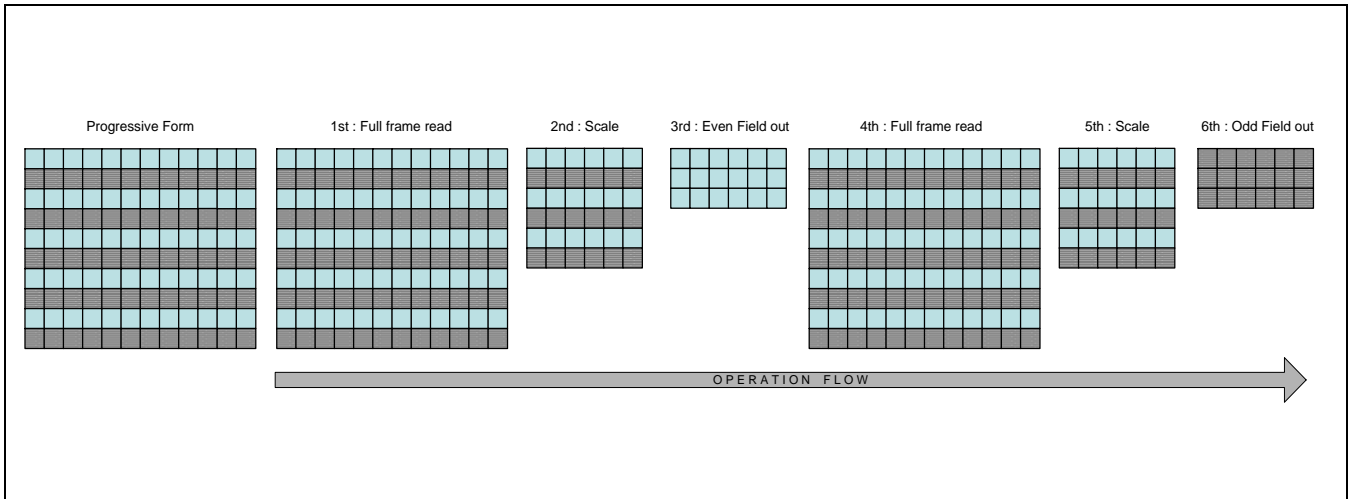 Progressive Form
1st : Full frame read
2nd : Scale
3rd : Even Field out
4th : Full frame read
5th : Scale
6th : Odd Field out
OPERATION FLOW